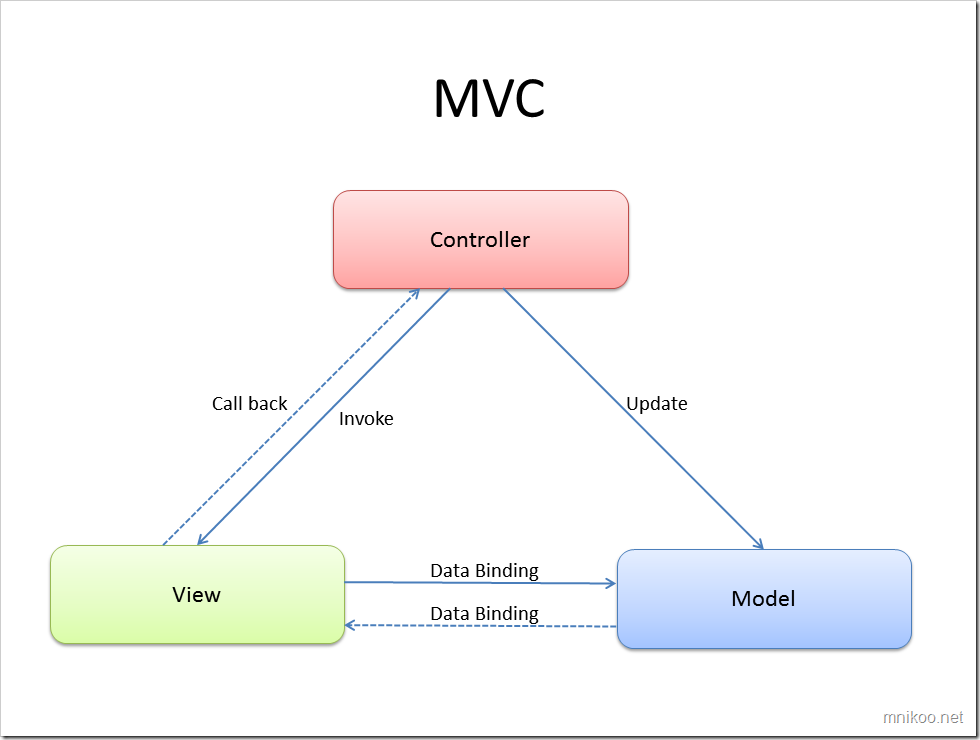 MVC
Controller
Call back
Invoke
Update
Data Binding
View
Model
Data Binding
mnikoo.net